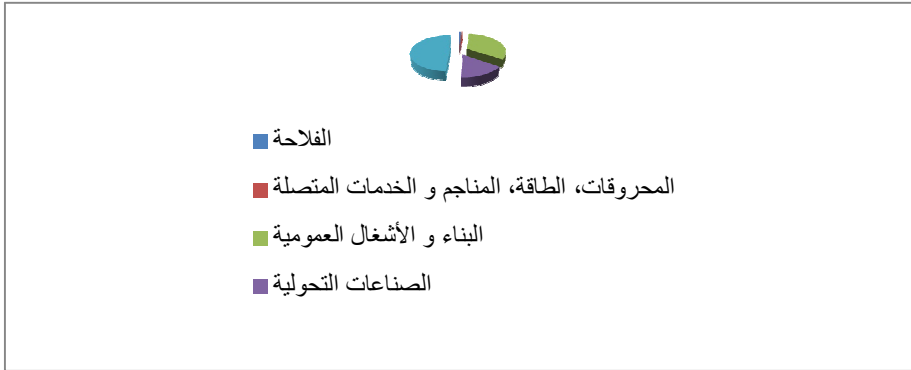 الفلاحة
المحروقات، الطاقة، المناجم و الخدمات المتصلة
البناء و الأشغال العمومية
الصناعات التحولية